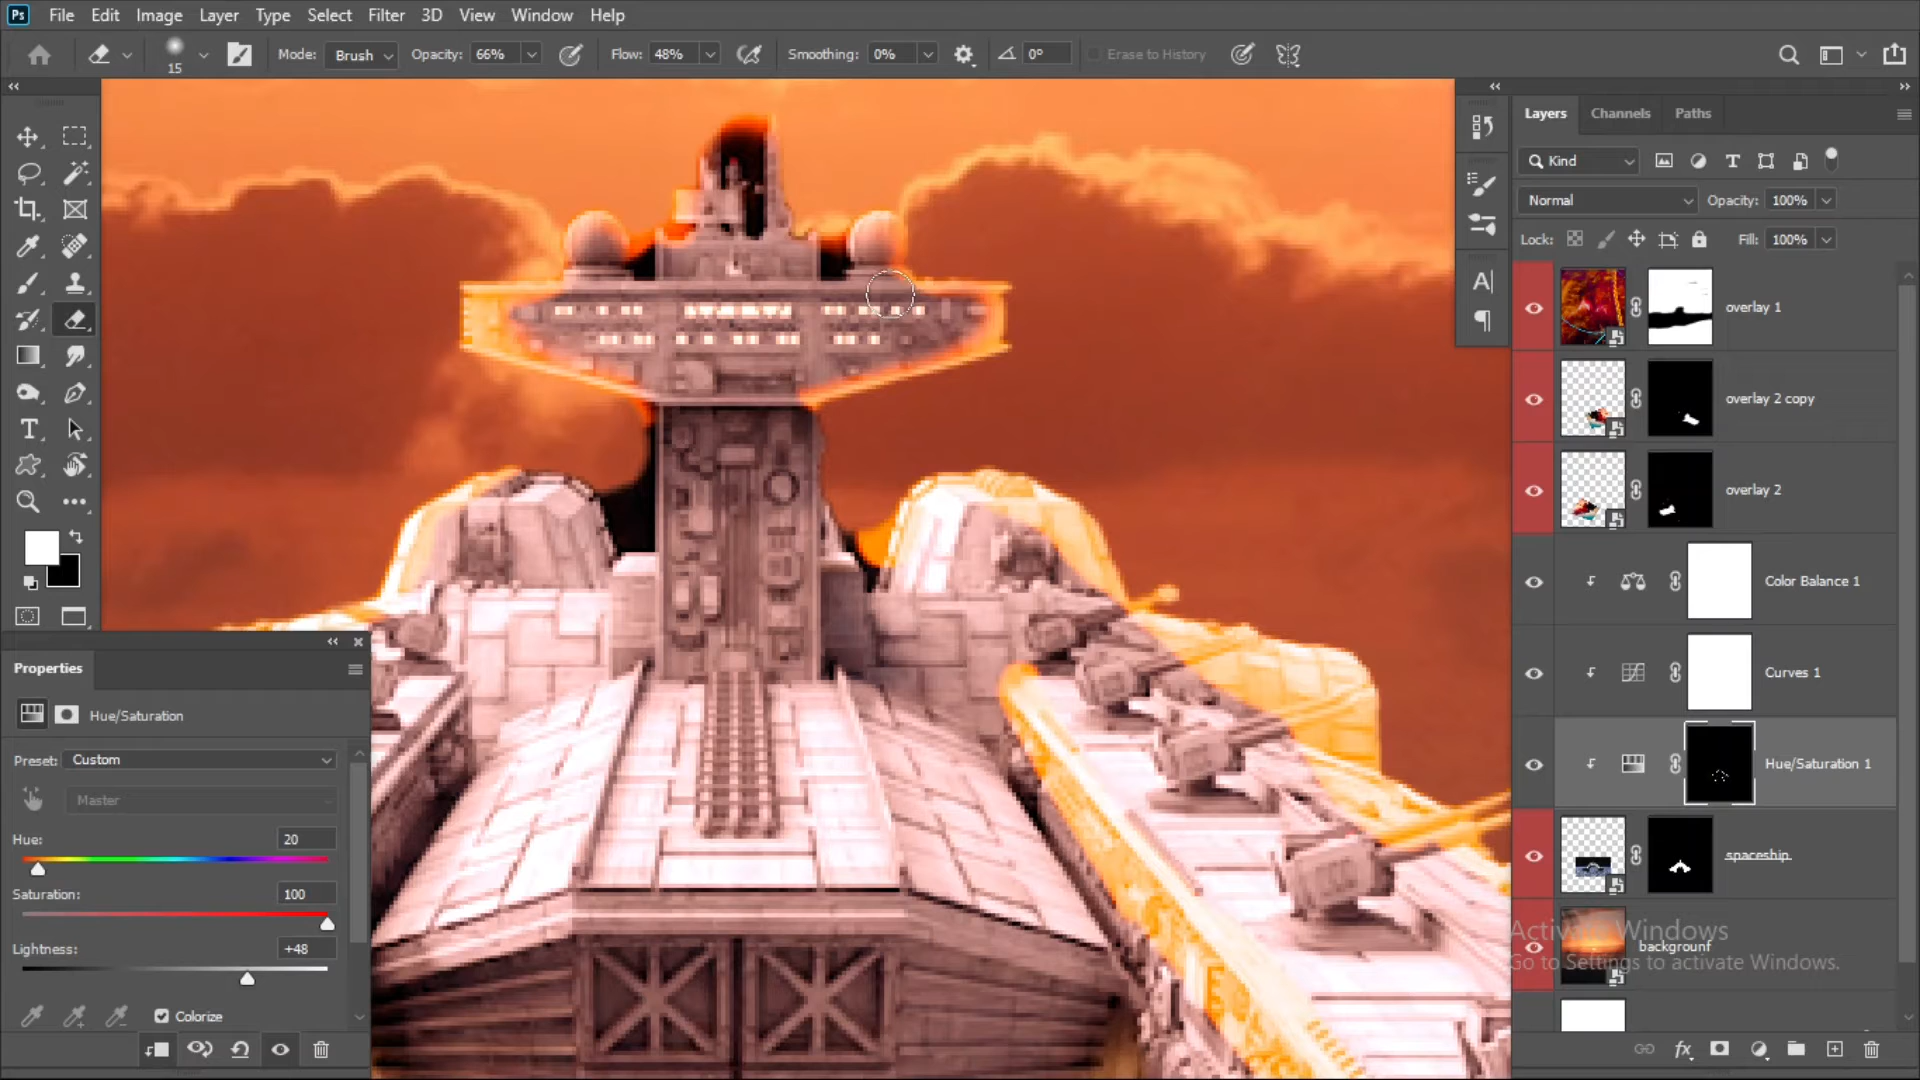 Ps File Edit Image Layer Type Select Filter 3D View Window Help
15 Mode: Brush Opacity: 66% Flow: 48% Smoothing: 0% 0° Erase to History
Layers Channels Paths
Kind
Normal Opacity: 100%
Lock: Fill: 100%
overlay 1
overlay 2 copy
overlay 2
Color Balance 1
Curves 1
Hue/Saturation 1
spaceship
backgrounf
Activate Windows
Go to Settings to activate Windows.
Properties
Hue/Saturation
Preset: Custom
Master
Hue: 20
Saturation: 100
Lightness: +48
Colorize